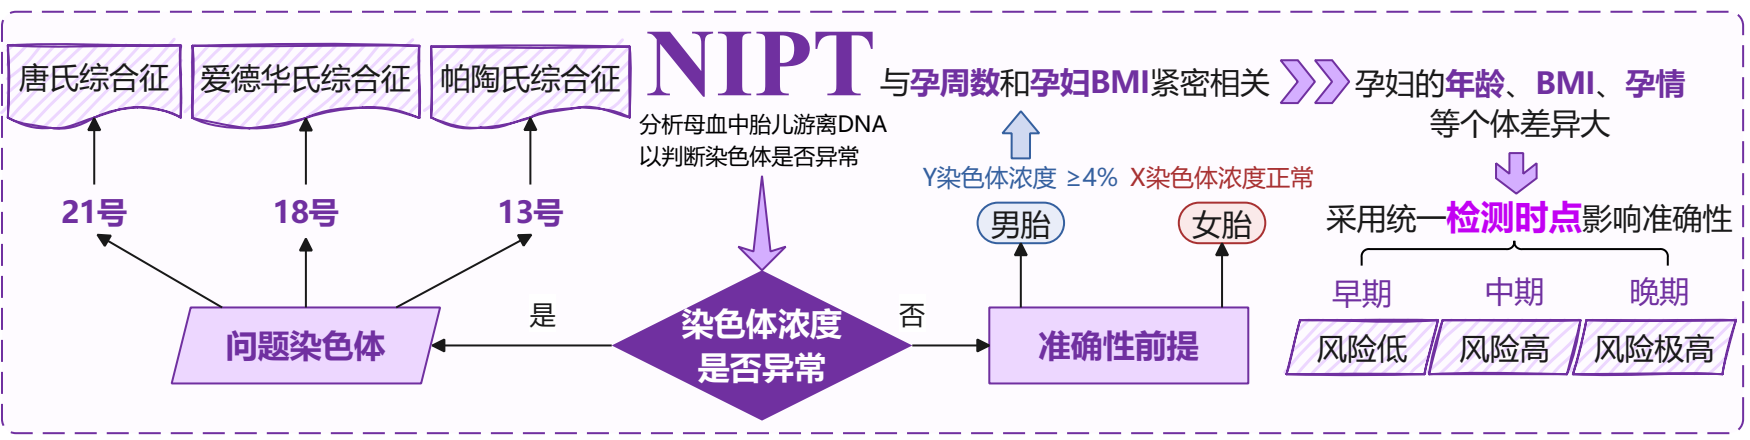 唐氏综合征
爱德华氏综合征
帕陶氏综合征
21号
18号
13号
问题染色体
NIPT
分析母血中胎儿游离DNA
以判断染色体是否异常
染色体浓度
是否异常
是
否
与孕周数和孕妇BMI紧密相关
Y染色体浓度 ≥4%
X染色体浓度正常
男胎
女胎
准确性前提
孕妇的年龄、BMI、孕情
等个体差异大
采用统一检测时点影响准确性
早期
中期
晚期
风险低
风险高
风险极高